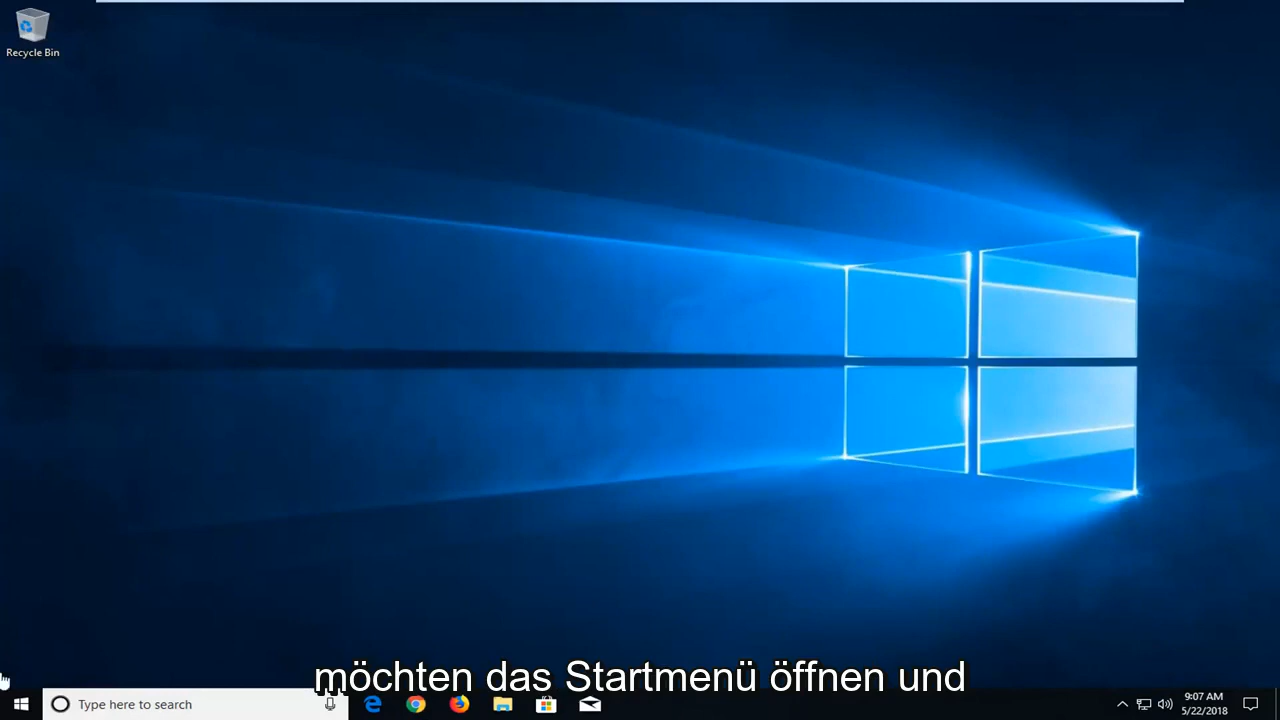 Recycle Bin
möchten das Startmenü öffnen und
Type here to search
9:07 AM
5/22/2018